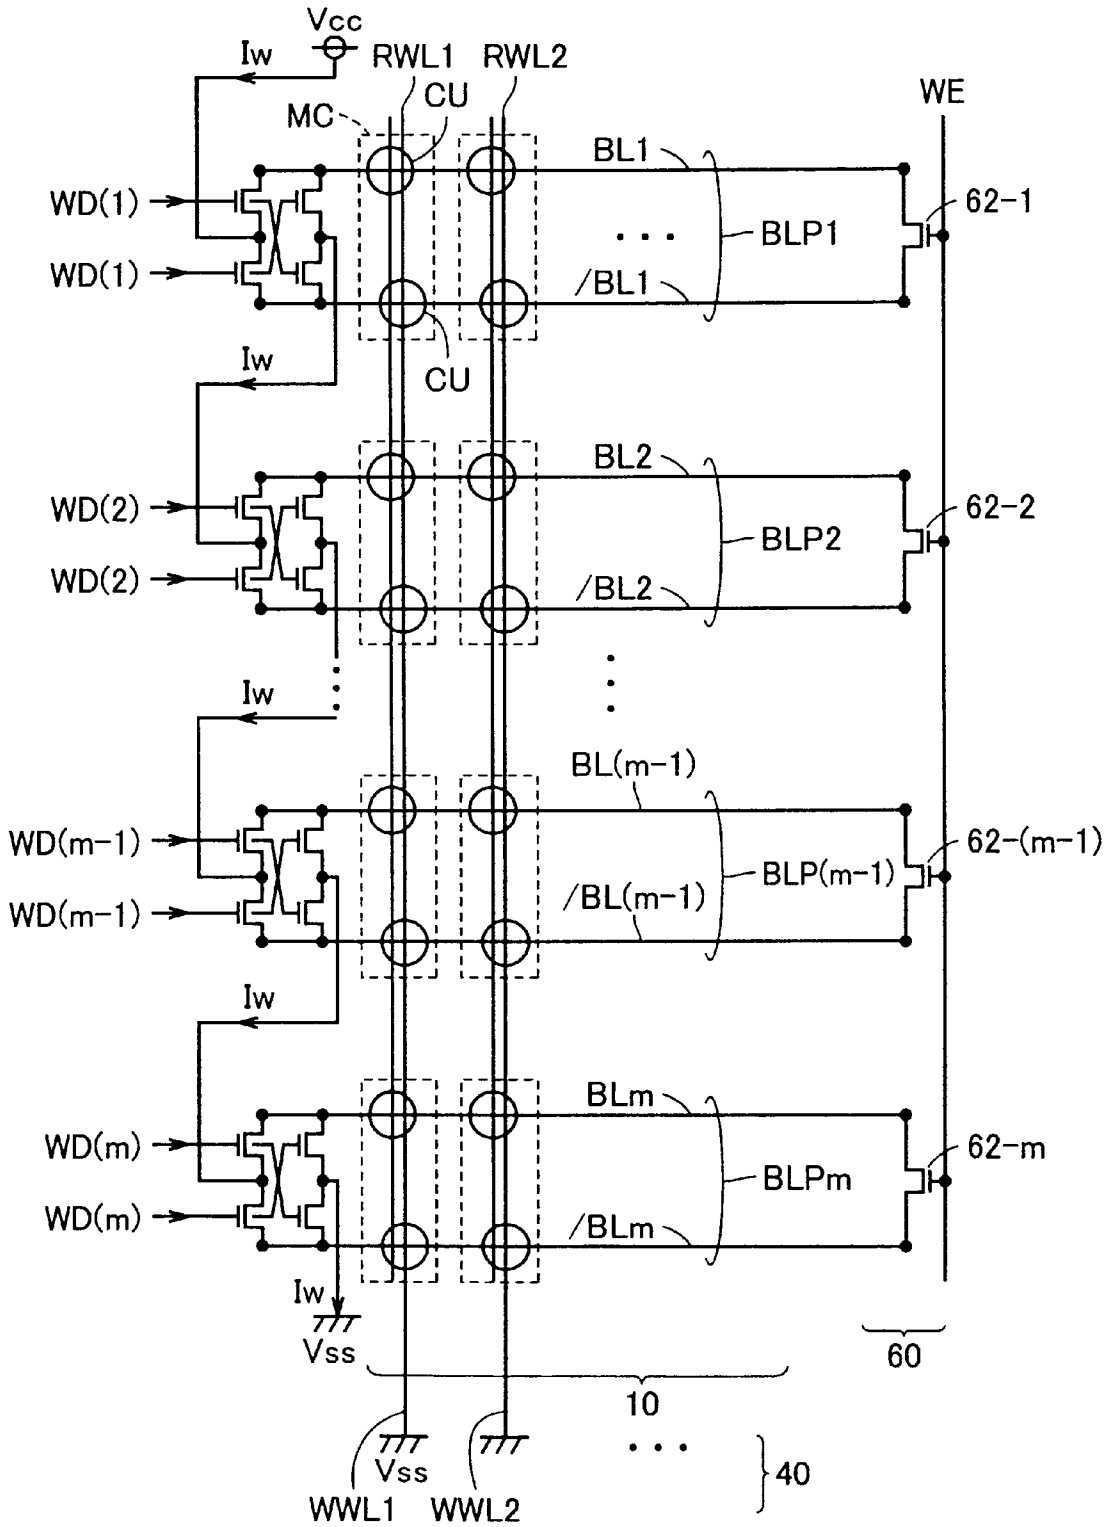 Vcc
Iw
RWL1
RWL2
MC
CU
WE
BL1
WD(1)
62-1
BLP1
WD(1)
/BL1
Iw
CU
BL2
WD(2)
62-2
BLP2
WD(2)
/BL2
Iw
BL(m-1)
WD(m-1)
62-(m-1)
BLP(m-1)
/BL(m-1)
WD(m-1)
Iw
BLm
WD(m)
62-m
BLPm
WD(m)
/BLm
Iw
Vss
60
10
Vss
40
WWL1
WWL2